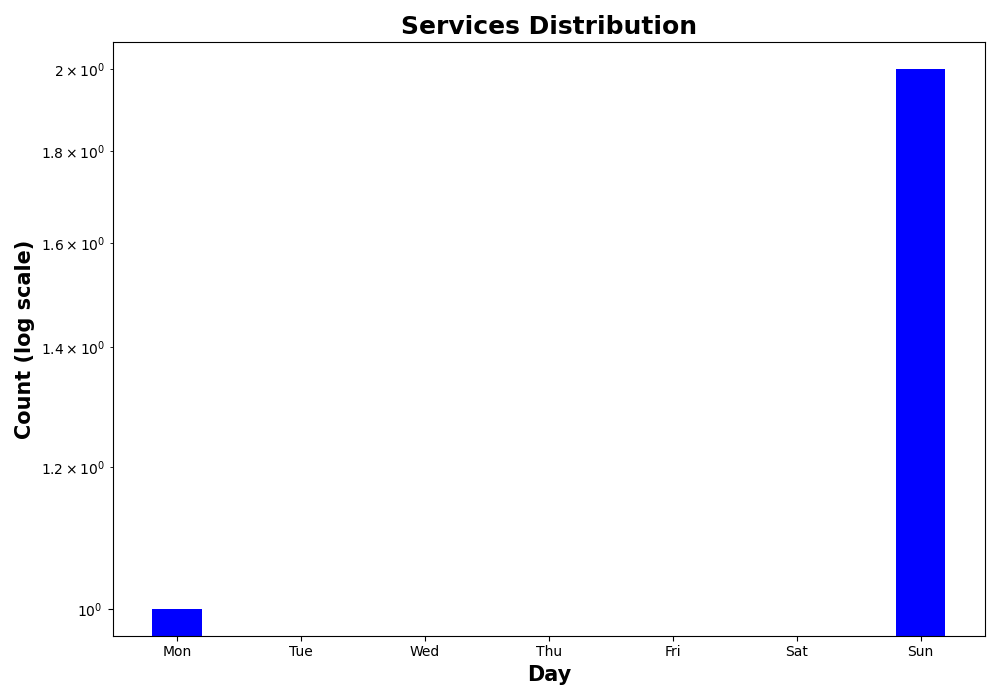 Services Distribution
Count (log scale)
2 × 10⁰
1.8 × 10⁰
1.6 × 10⁰
1.4 × 10⁰
1.2 × 10⁰
10⁰
Mon Tue Wed Thu Fri Sat Sun
Day